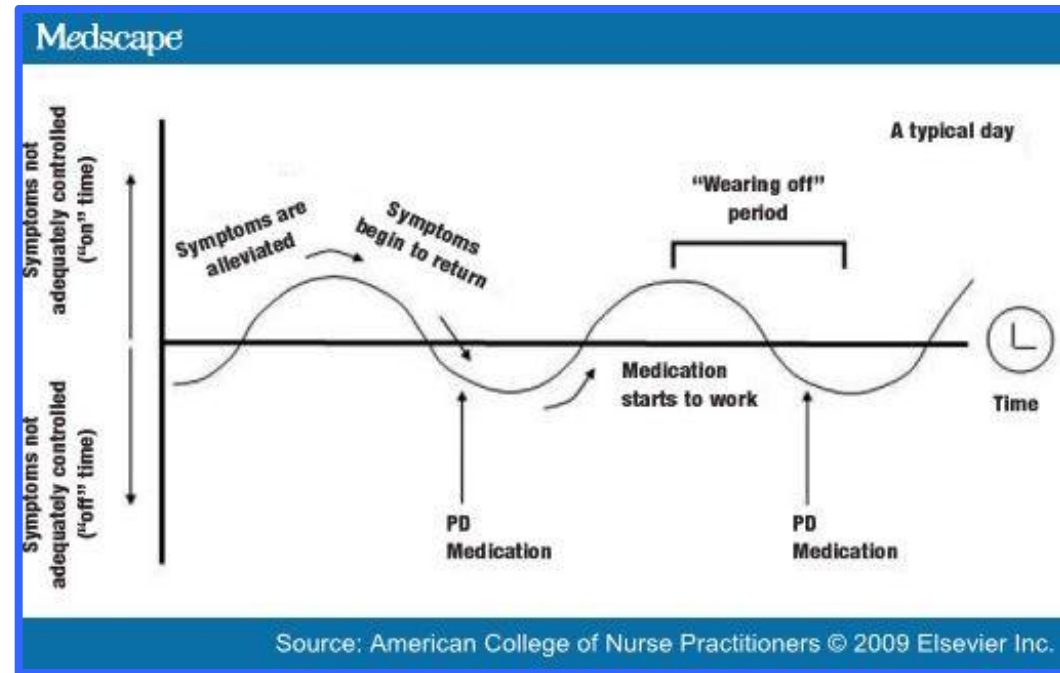 Medscape
A typical day
Symptoms not
adequately controlled
("on" time)
Symptoms are
alleviated
Symptoms
begin to return
"Wearing off"
period
Medication
starts to work
Time
Symptoms not
adequately controlled
("off" time)
PD
Medication
PD
Medication
Source: American College of Nurse Practitioners © 2009 Elsevier Inc.